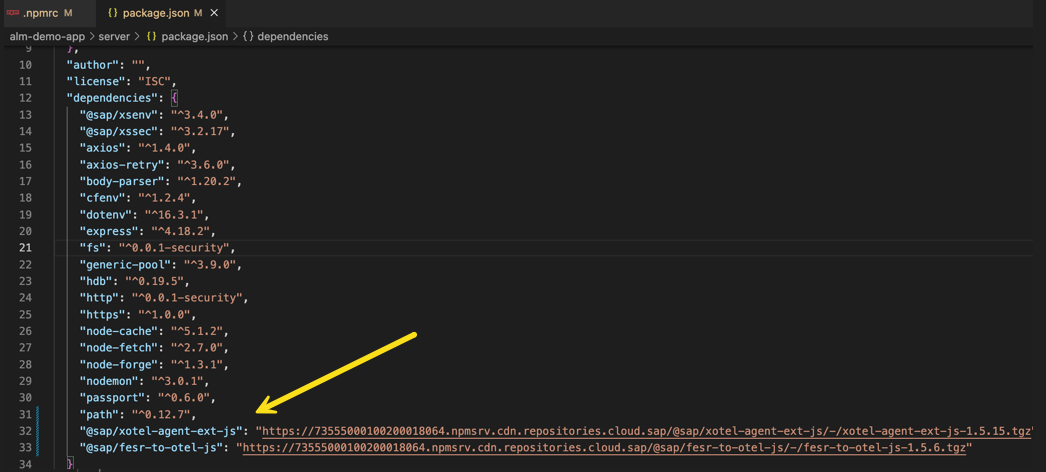 .npmrc M {} package.json M ×
alm-demo-app > server > {} package.json > {} dependencies
9 },
10 "author": "",
11 "license": "ISC",
12 "dependencies": {
13 "@sap/xsenv": "^3.4.0",
14 "@sap/xssec": "^3.2.17",
15 "axios": "^1.4.0",
16 "axios-retry": "^3.6.0",
17 "body-parser": "^1.20.2",
18 "cfenv": "^1.2.4",
19 "dotenv": "^16.3.1",
20 "express": "^4.18.2",
21 "fs": "^0.0.1-security",
22 "generic-pool": "^3.9.0",
23 "hdb": "^0.19.5",
24 "http": "^0.0.1-security",
25 "https": "^1.0.0",
26 "node-cache": "^5.1.2",
27 "node-fetch": "^2.7.0",
28 "node-forge": "^1.3.1",
29 "nodemon": "^3.0.1",
30 "passport": "^0.6.0",
31 "path": "^0.12.7",
32 "@sap/xotel-agent-ext-js": "https://73555000100200018064.npmsrv.cdn.repositories.cloud.sap/@sap/xotel-agent-ext-js/-/xotel-agent-ext-js-1.5.15.tgz"
33 "@sap/fesr-to-otel-js": "https://73555000100200018064.npmsrv.cdn.repositories.cloud.sap/@sap/fesr-to-otel-js/-/fesr-to-otel-js-1.5.6.tgz"
34 }